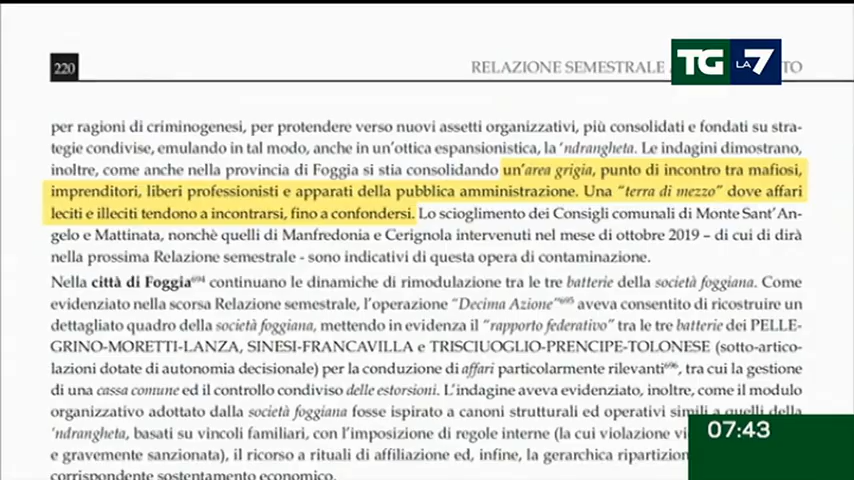 220
RELAZIONE SEMESTRALE
TG LA7
TO
per ragioni di criminogenesi, per protendere verso nuovi assetti organizzativi, più consolidati e fondati su stra-
tegie condivise, emulando in tal modo, anche in un'ottica espansionistica, la 'ndrangheta. Le indagini dimostrano,
inoltre, come anche nella provincia di Foggia si stia consolidando un'area grigia, punto di incontro tra mafiosi,
imprenditori, liberi professionisti e apparati della pubblica amministrazione. Una "terra di mezzo" dove affari
leciti e illeciti tendono a incontrarsi, fino a confondersi. Lo scioglimento dei Consigli comunali di Monte Sant'An-
gelo e Mattinata, nonchè quelli di Manfredonia e Cerignola intervenuti nel mese di ottobre 2019 – di cui di dirà
nella prossima Relazione semestrale - sono indicativi di questa opera di contaminazione.
Nella città di Foggia694 continuano le dinamiche di rimodulazione tra le tre batterie della società foggiana. Come
evidenziato nella scorsa Relazione semestrale, l'operazione "Decima Azione"695 aveva consentito di ricostruire un
dettagliato quadro della società foggiana, mettendo in evidenza il "rapporto federativo" tra le tre batterie dei PELLE-
GRINO-MORETTI-LANZA, SINESI-FRANCAVILLA e TRISCIUOGLIO-PRENCIPE-TOLONESE (sotto-artico-
lazioni dotate di autonomia decisionale) per la conduzione di affari particolarmente rilevanti696, tra cui la gestione
di una cassa comune ed il controllo condiviso delle estorsioni. L'indagine aveva evidenziato, inoltre, come il modulo
organizzativo adottato dalla società foggiana fosse ispirato a canoni strutturali ed operativi simili a quelli della
'ndrangheta, basati su vincoli familiari, con l'imposizione di regole interne (la cui violazione
e gravemente sanzionata), il ricorso a rituali di affiliazione ed, infine, la gerarchica ripartizion
corrispondente sostentamento economico.
07:43